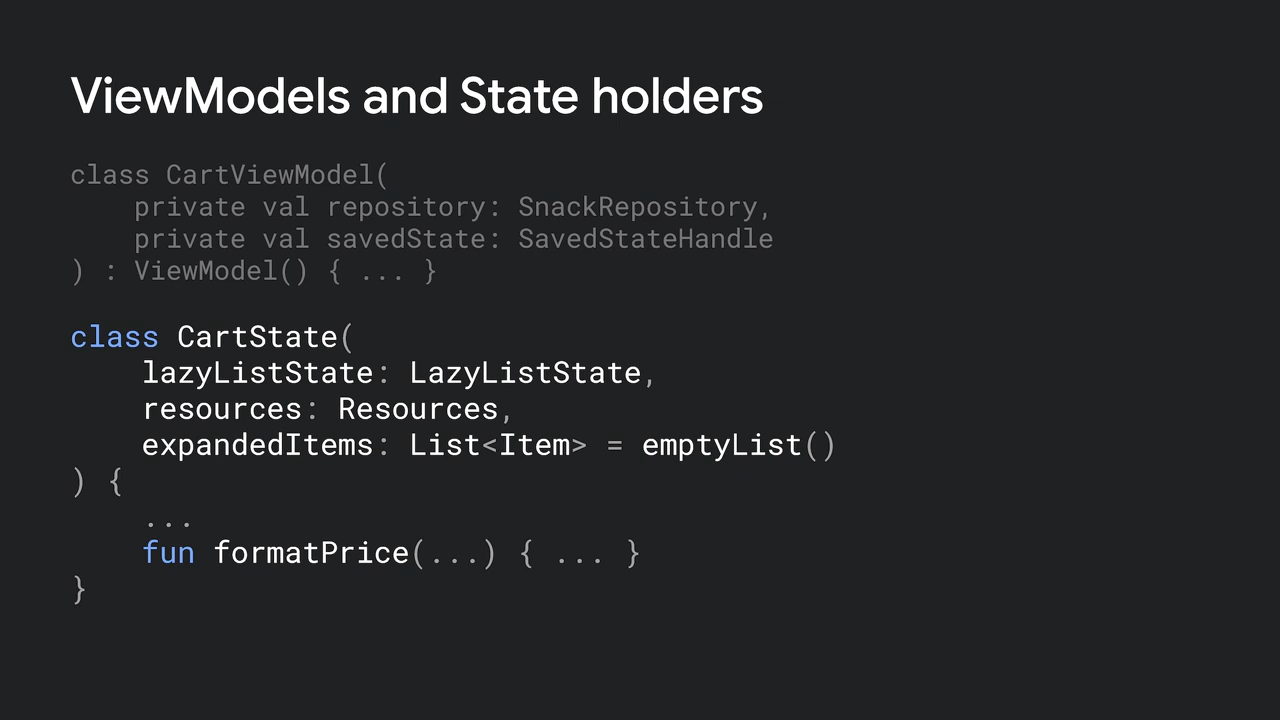 ViewModels and State holders
class CartViewModel(
    private val repository: SnackRepository,
    private val savedState: SavedStateHandle
) : ViewModel() { ... }
class CartState(
    lazyListState: LazyListState,
    resources: Resources,
    expandedItems: List<Item> = emptyList()
) {
    ...
    fun formatPrice(...) { ... }
}